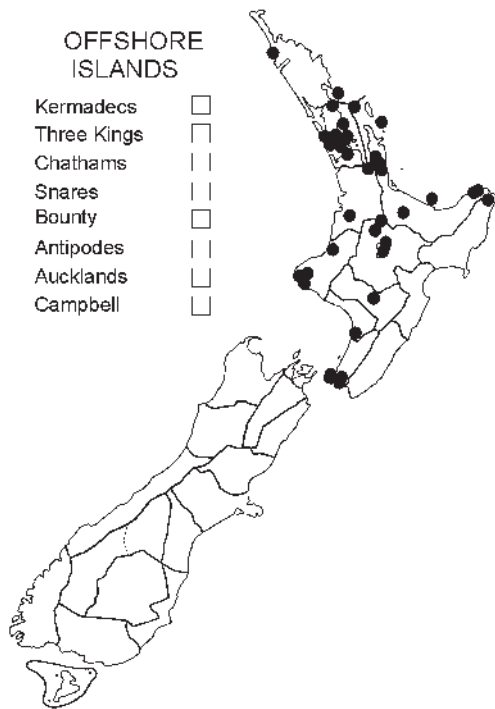 OFFSHORE
ISLANDS
Kermadecs
Three Kings
Chathams
Snares
Bounty
Antipodes
Aucklands
Campbell